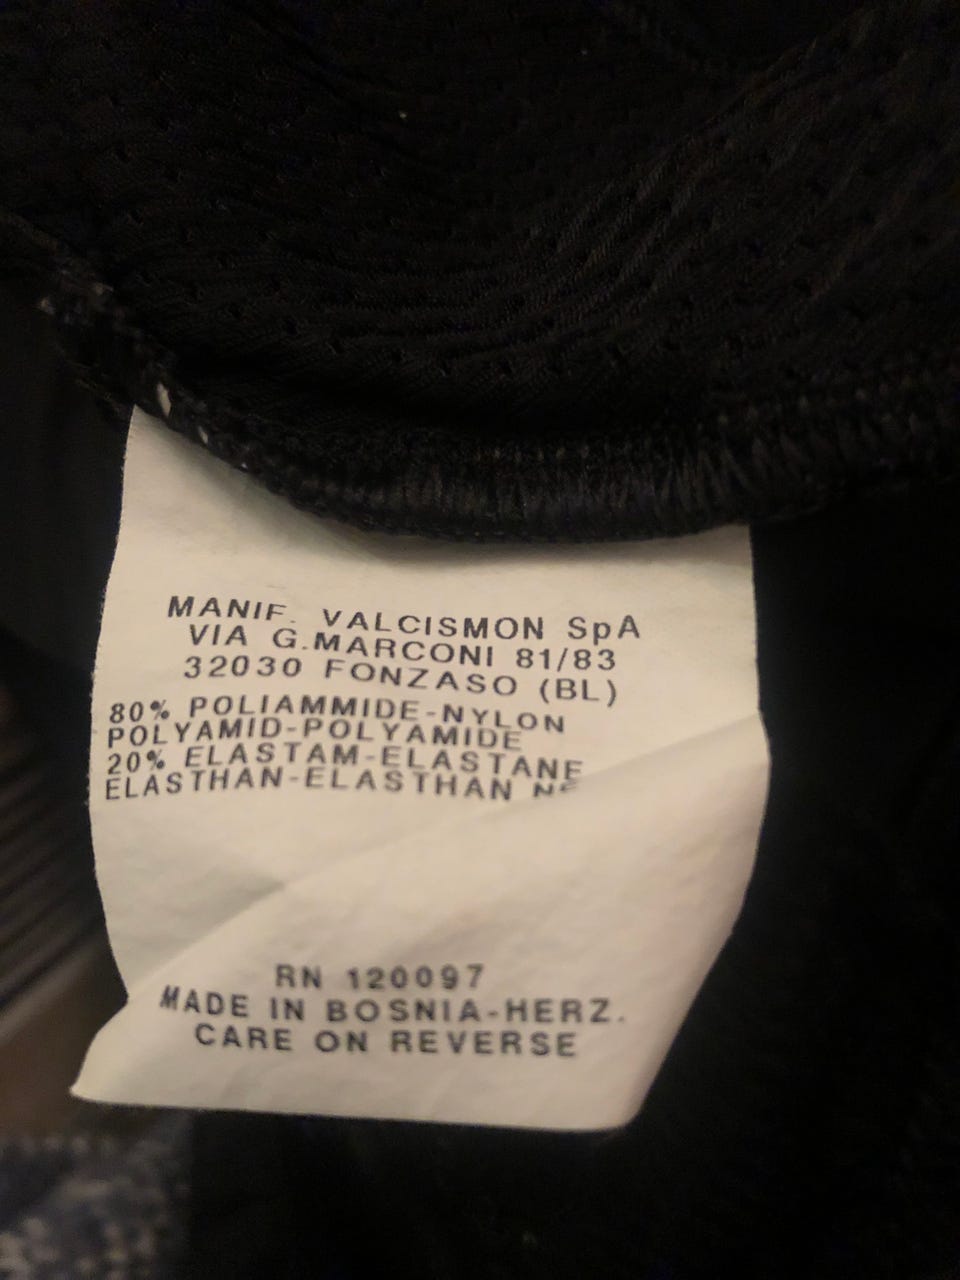 MANIF. VALCISMON SpA
VIA G.MARCONI 81/83
32030 FONZASO (BL)
80% POLIAMMIDE-NYLON
POLYAMID-POLYAMIDE
20% ELASTAM-ELASTANE
ELASTHAN-ELASTHAN
RN 120097
MADE IN BOSNIA-HERZ.
CARE ON REVERSE